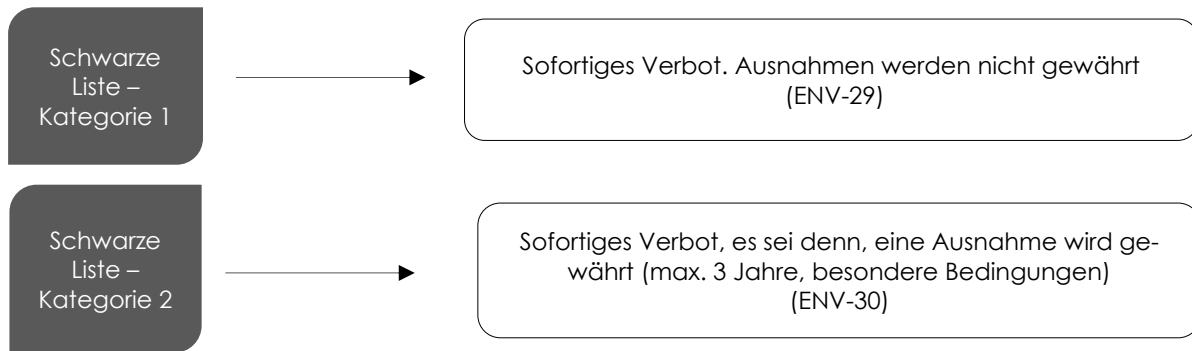 Schwarze
Liste –
Kategorie 1
Sofortiges Verbot. Ausnahmen werden nicht gewährt
(ENV-29)
Schwarze
Liste –
Kategorie 2
Sofortiges Verbot, es sei denn, eine Ausnahme wird ge-
währt (max. 3 Jahre, besondere Bedingungen)
(ENV-30)